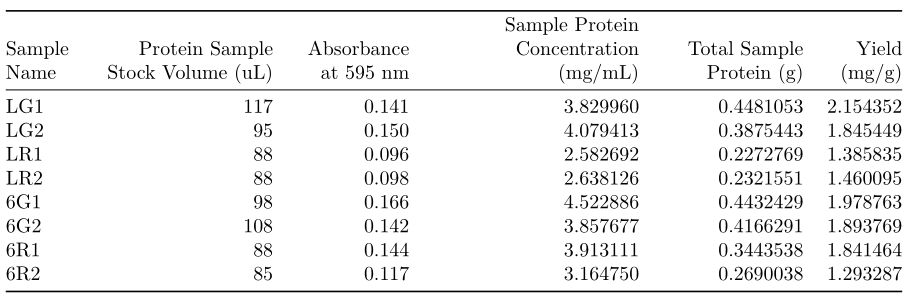 Sample Protein
Sample Protein Sample Absorbance Concentration Total Sample Yield
Name Stock Volume (uL) at 595 nm (mg/mL) Protein (g) (mg/g)
LG1 117 0.141 3.829960 0.4481053 2.154352
LG2 95 0.150 4.079413 0.3875443 1.845449
LR1 88 0.096 2.582692 0.2272769 1.385835
LR2 88 0.098 2.638126 0.2321551 1.460095
6G1 98 0.166 4.522886 0.4432429 1.978763
6G2 108 0.142 3.857677 0.4166291 1.893769
6R1 88 0.144 3.913111 0.3443538 1.841464
6R2 85 0.117 3.164750 0.2690038 1.293287